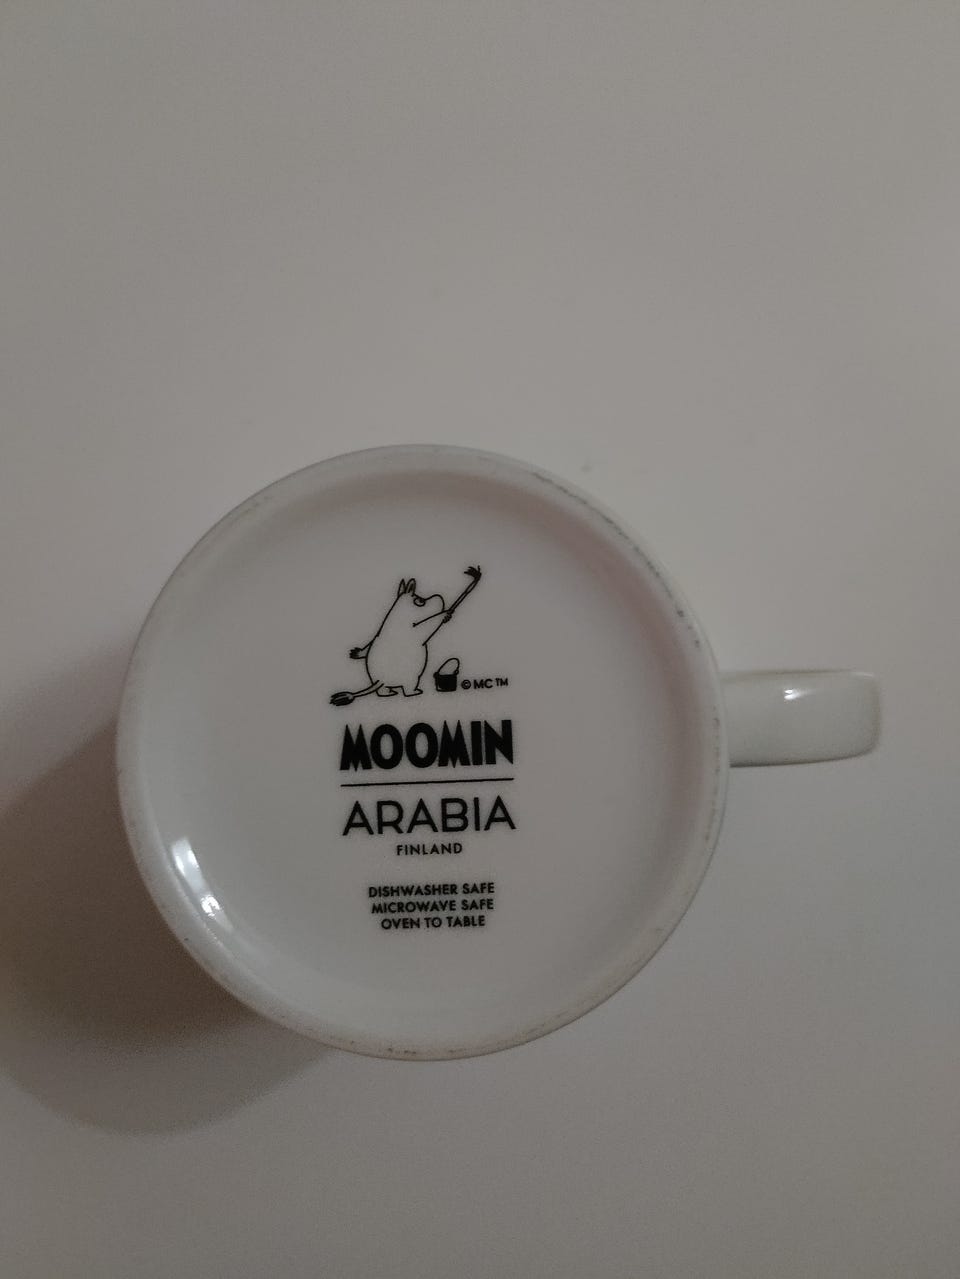 © MC ™
MOOMIN
ARABIA
FINLAND
DISHWASHER SAFE
MICROWAVE SAFE
OVEN TO TABLE